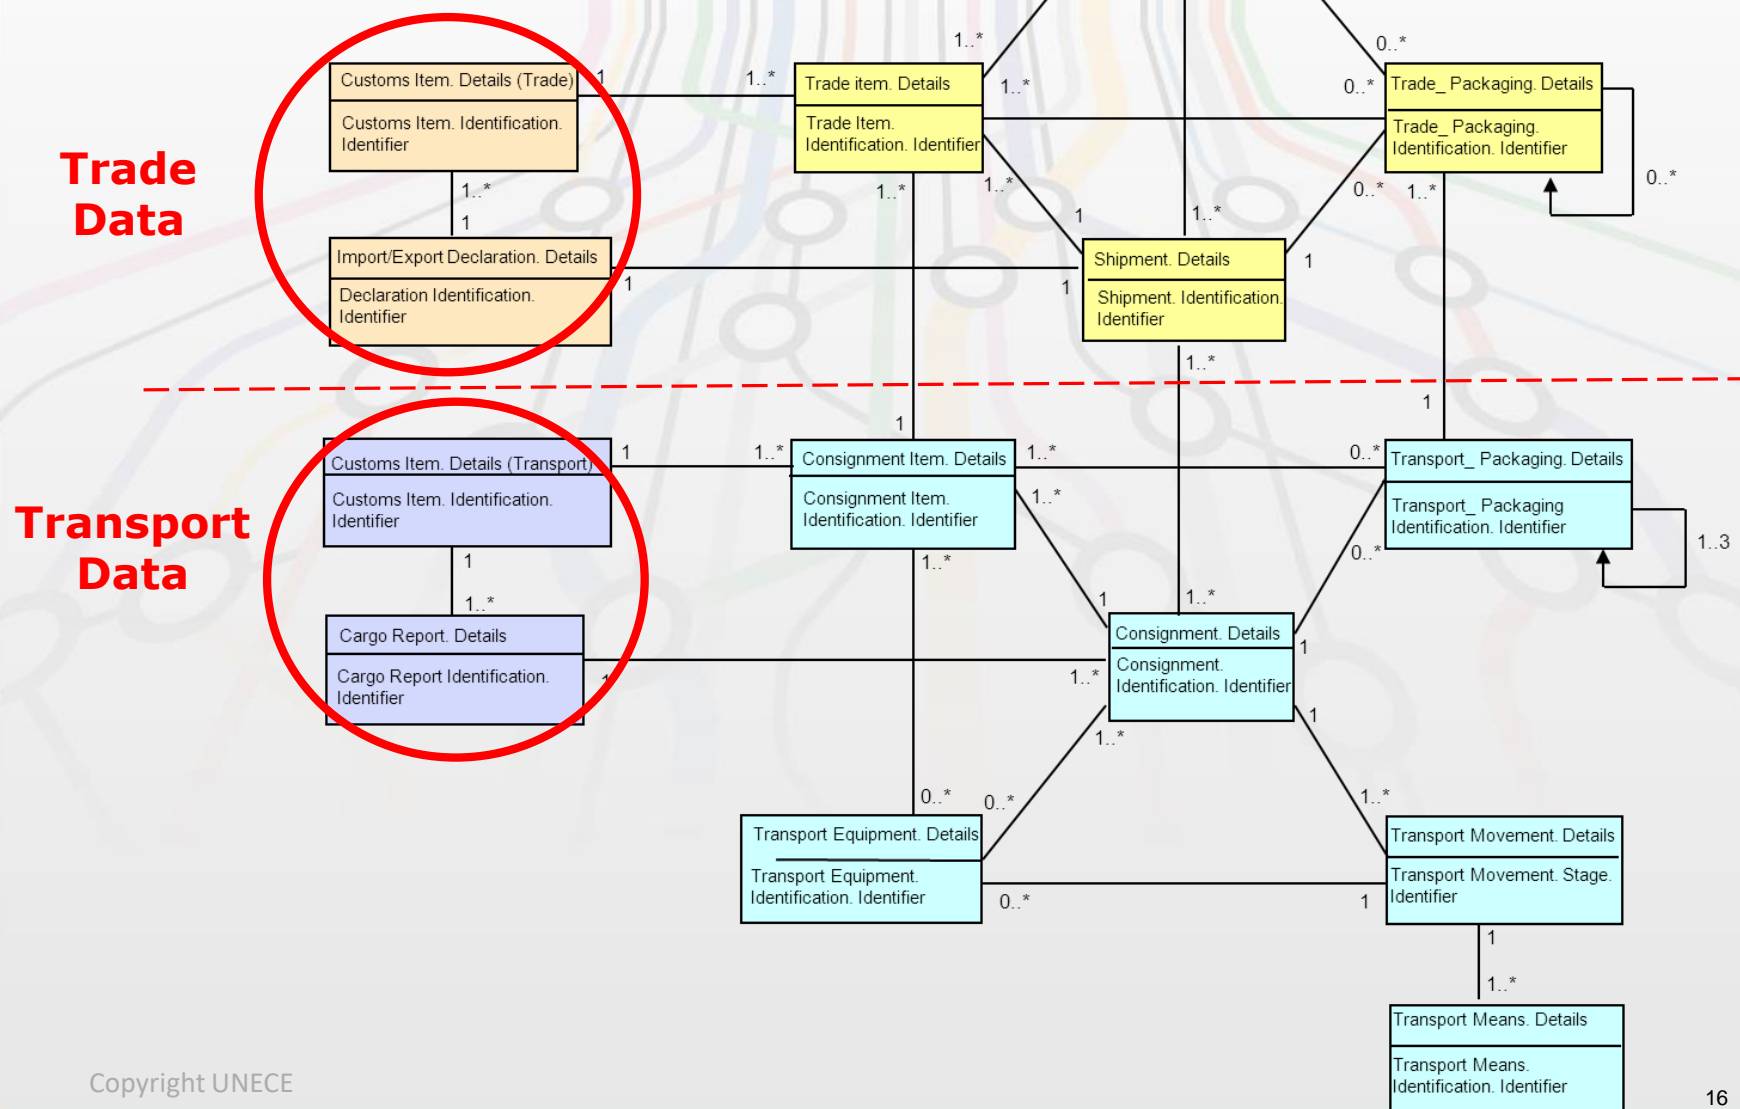 1..*
0..*
Customs Item. Details (Trade)
1
1..*
Trade item. Details
1..*
0..*
Trade_ Packaging. Details
Customs Item. Identification.
Identifier
Trade Item.
Identification. Identifier
Trade_ Packaging.
Identification. Identifier
Trade
Data
1..*
1
1..*
1..*
1
1..*
0..*
1..*
0..*
Import/Export Declaration. Details
1
Shipment. Details
1
1
Declaration Identification.
Identifier
Shipment. Identification.
Identifier
1..*
1
1
Customs Item. Details (Transport)
1
1..*
Consignment Item. Details
1..*
0..*
Transport_ Packaging. Details
Customs Item. Identification.
Identifier
Consignment Item.
Identification. Identifier
1..*
Transport_ Packaging
Identification. Identifier
Transport
Data
1..3
1
1..*
1..*
0..*
1
1..*
Cargo Report. Details
Consignment. Details
1
Cargo Report Identification.
Identifier
1
1..*
Consignment.
Identification. Identifier
1..*
1
0..*
0..*
1..*
Transport Equipment. Details
Transport Movement. Details
Transport Equipment.
Identification. Identifier
0..*
1
Transport Movement. Stage.
Identifier
1
1..*
Transport Means. Details
Transport Means.
Identification. Identifier
Copyright UNECE
16